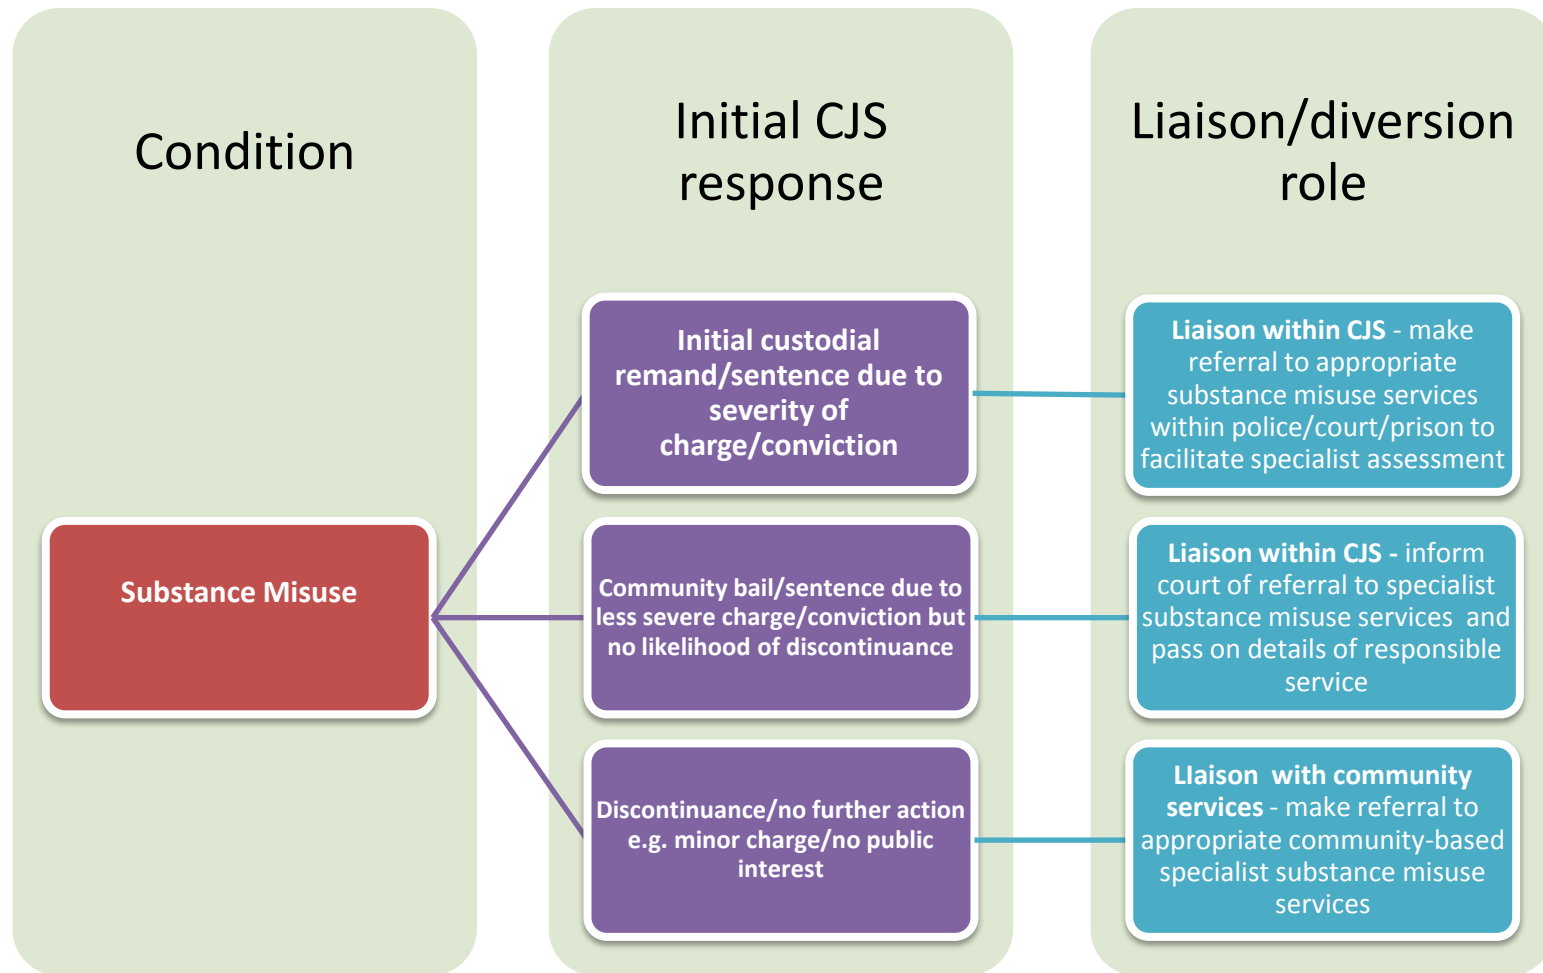 Condition
Initial CJS
response
Liaison/diversion
role
Substance Misuse
Initial custodial
remand/sentence due to
severity of
charge/conviction
Liaison within CJS - make
referral to appropriate
substance misuse services
within police/court/prison to
facilitate specialist assessment
Community bail/sentence due to
less severe charge/conviction but
no likelihood of discontinuance
Liaison within CJS - inform
court of referral to specialist
substance misuse services and
pass on details of responsible
service
Discontinuance/no further action
e.g. minor charge/no public
interest
LIaison with community
services - make referral to
appropriate community-based
specialist substance misuse
services